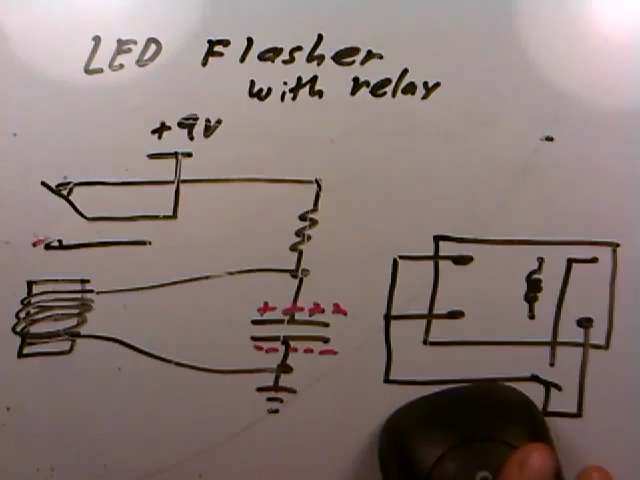 LED Flasher
with relay
+9V
+ + + +
- - - -